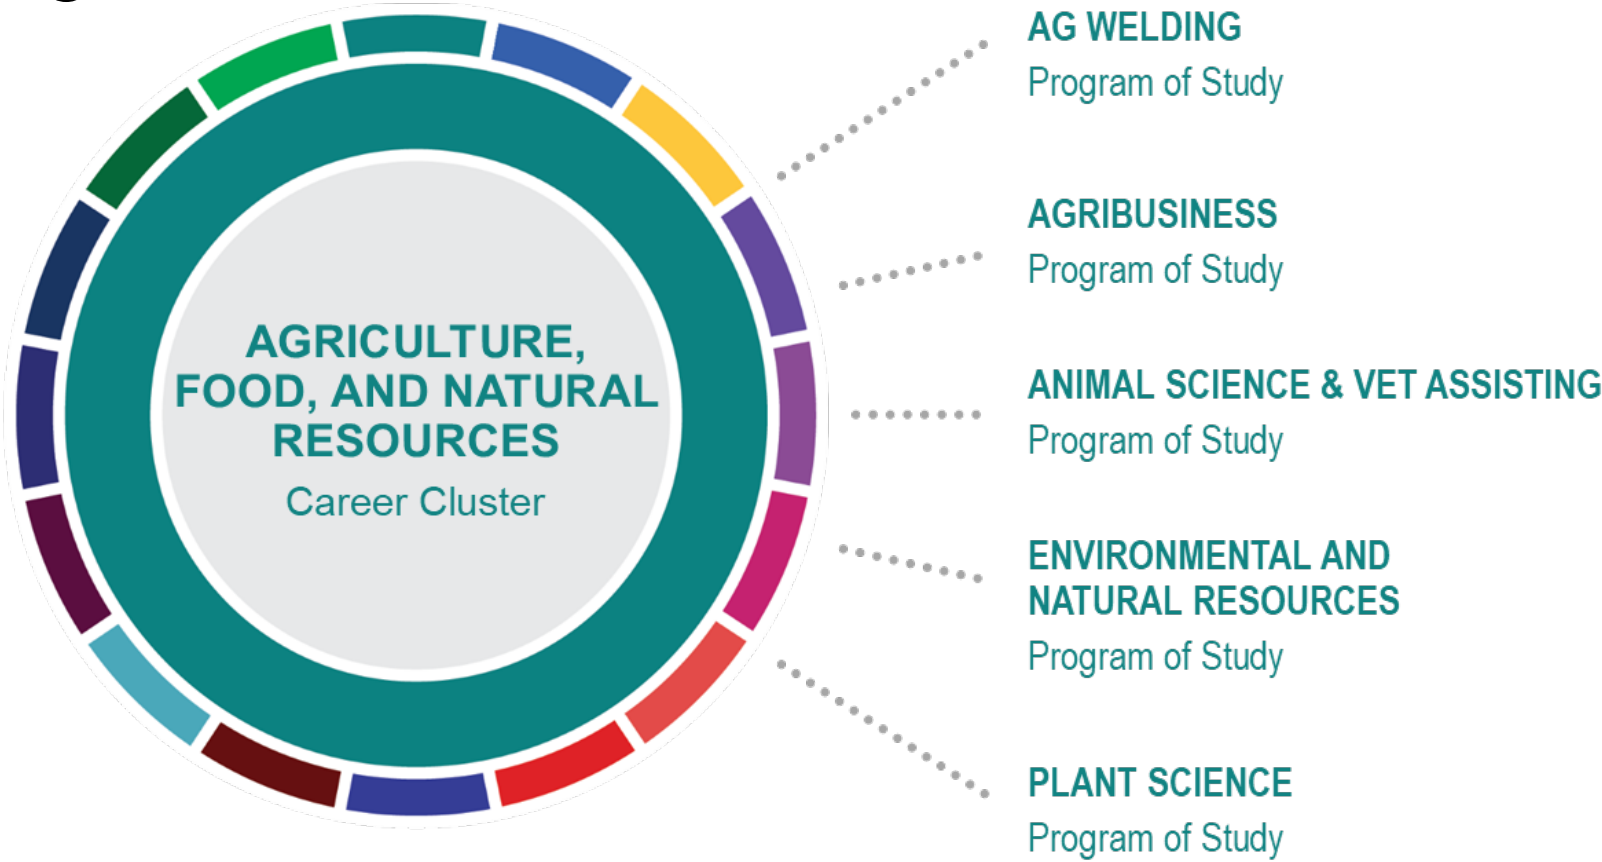 AGRICULTURE,
FOOD, AND NATURAL
RESOURCES
Career Cluster
AG WELDING
Program of Study
AGRIBUSINESS
Program of Study
ANIMAL SCIENCE & VET ASSISTING
Program of Study
ENVIRONMENTAL AND
NATURAL RESOURCES
Program of Study
PLANT SCIENCE
Program of Study